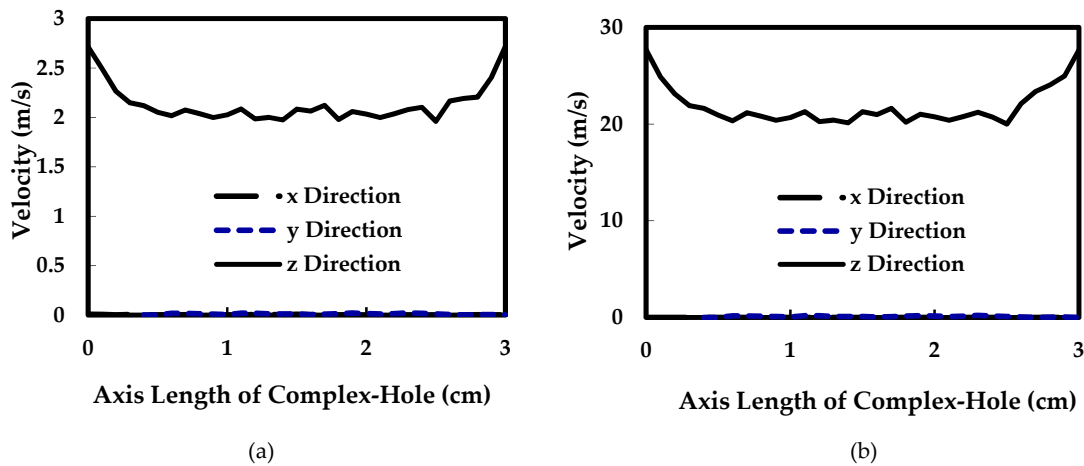 3
2.5
2
1.5
1
0.5
0
Velocity (m/s)
x Direction
y Direction
z Direction
0 1 2 3
Axis Length of Complex-Hole (cm)
(a)
30
20
10
0
Velocity (m/s)
x Direction
y Direction
z Direction
0 1 2 3
Axis Length of Complex-Hole (cm)
(b)